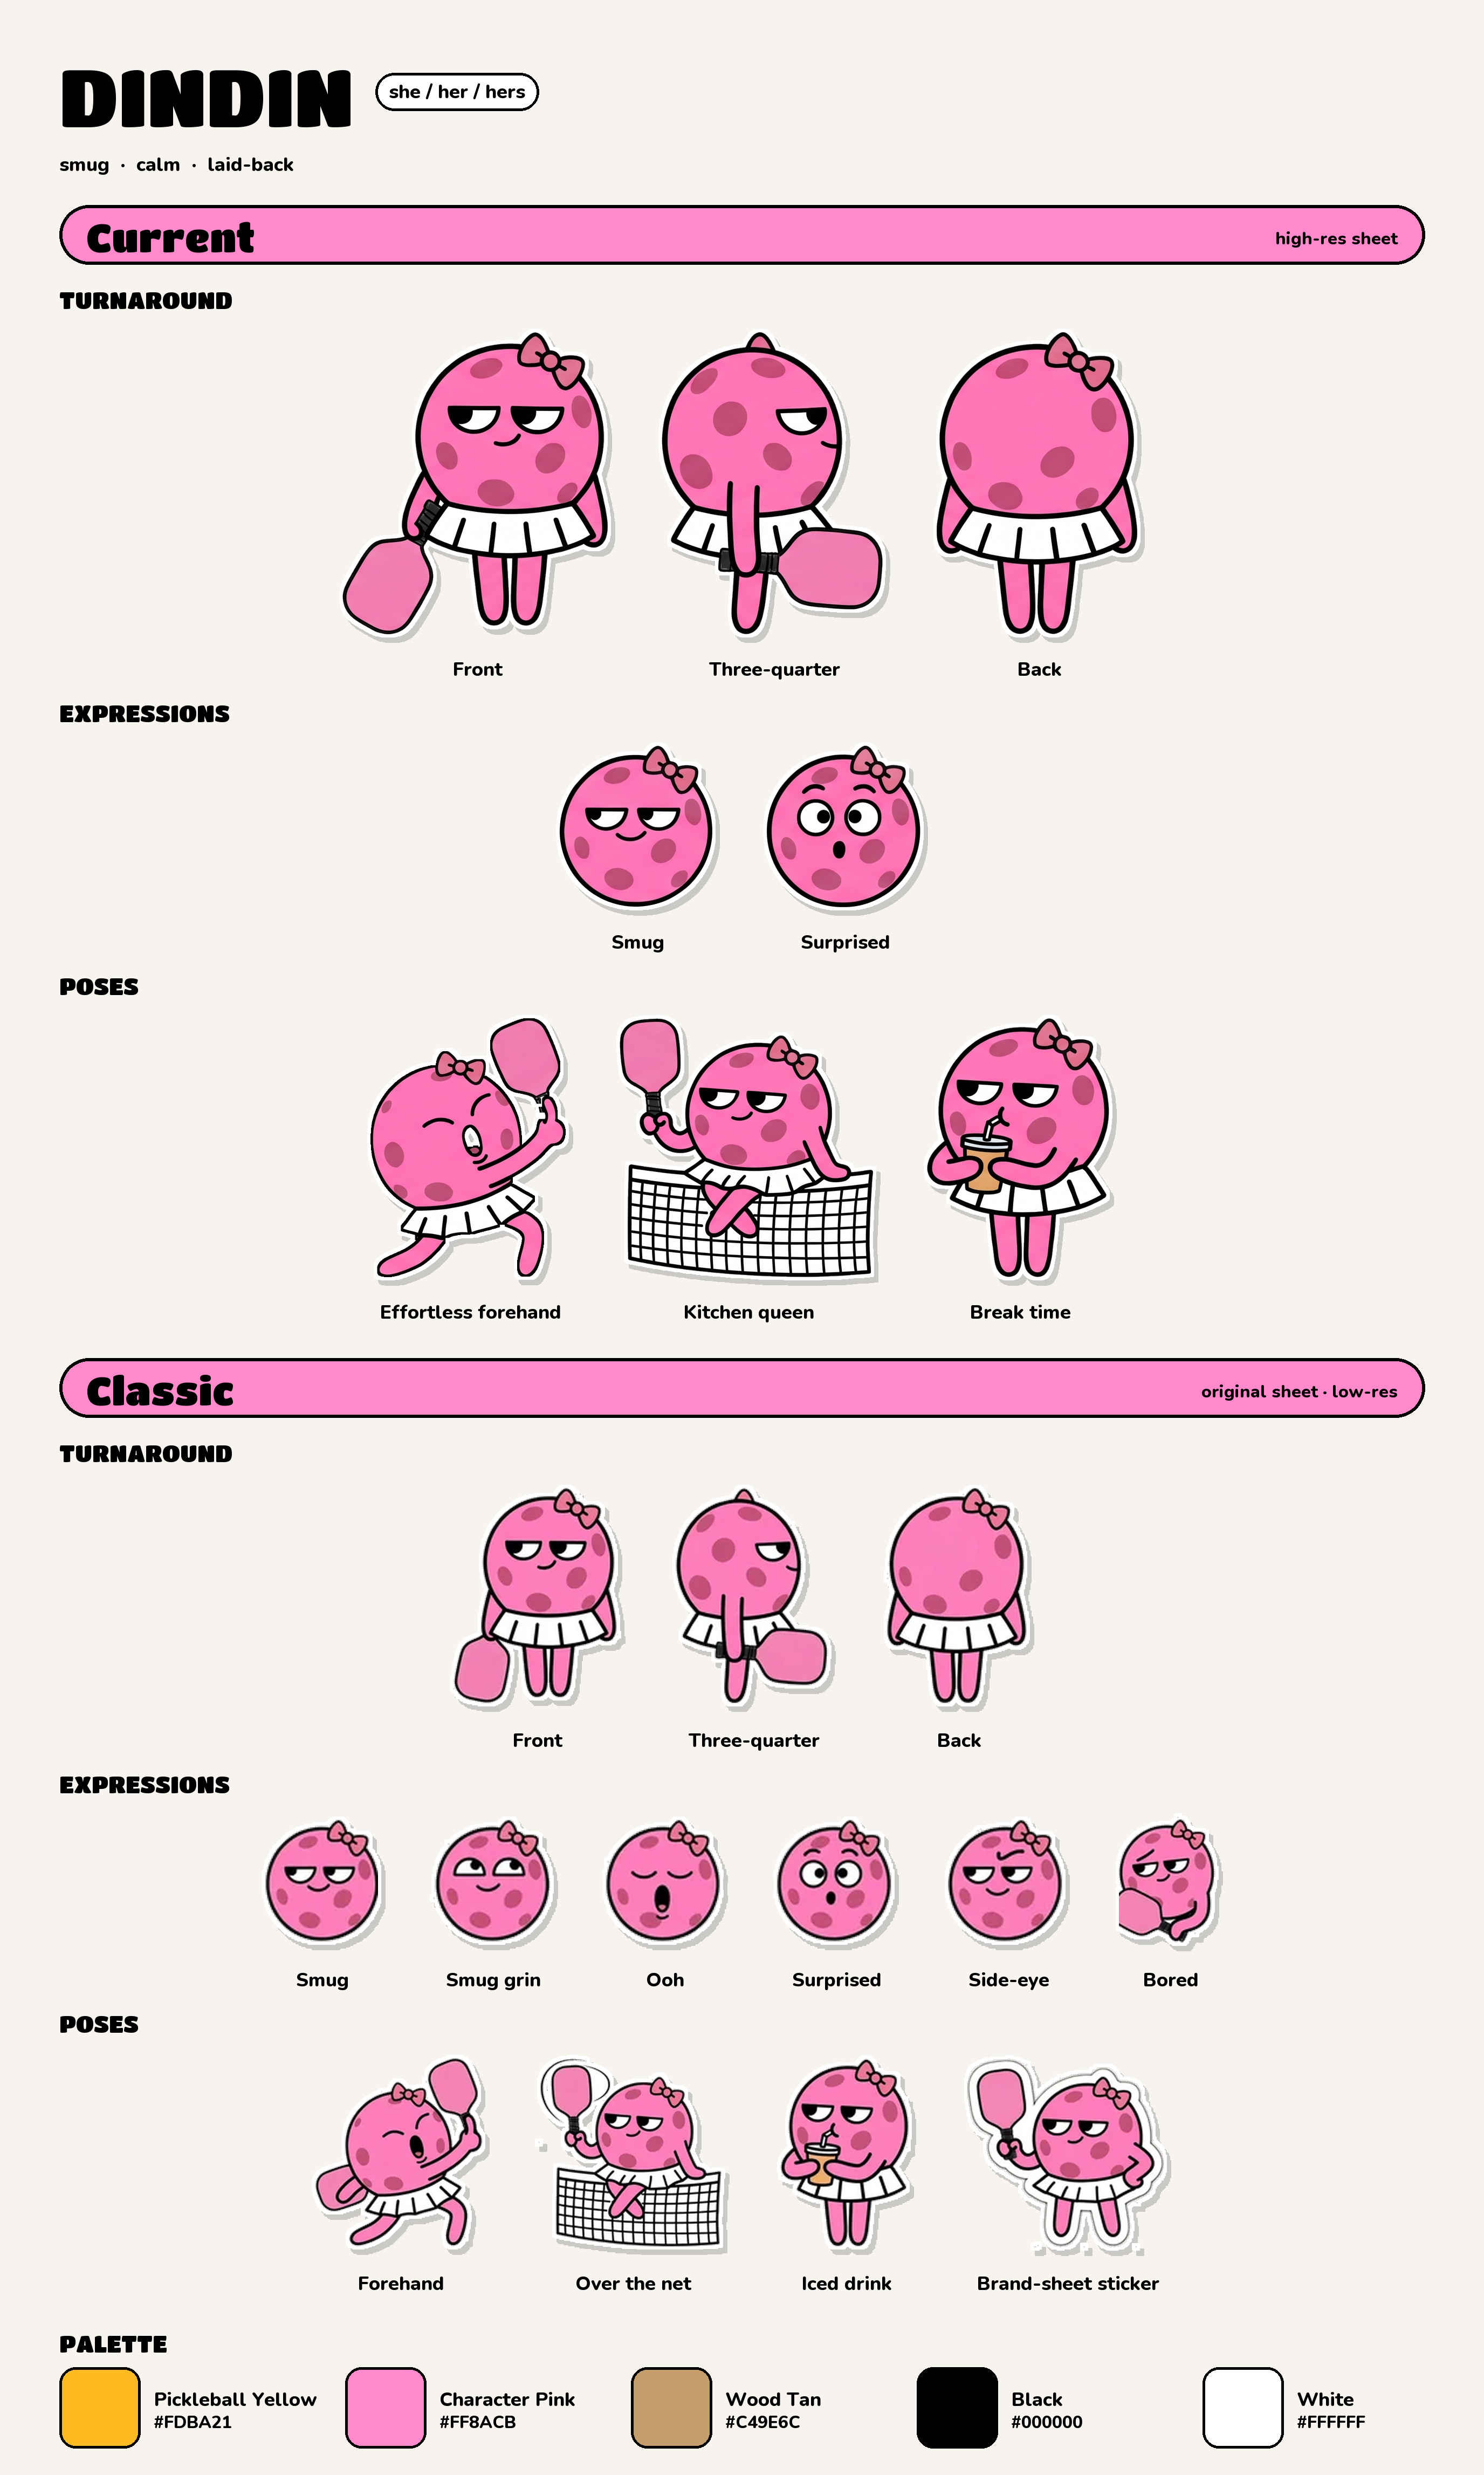 DINDIN
she / her / hers
smug · calm · laid-back
Current
high-res sheet
TURNAROUND
Front
Three-quarter
Back
EXPRESSIONS
Smug
Surprised
POSES
Effortless forehand
Kitchen queen
Break time
Classic
original sheet · low-res
TURNAROUND
Front
Three-quarter
Back
EXPRESSIONS
Smug
Smug grin
Ooh
Surprised
Side-eye
Bored
POSES
Forehand
Over the net
Iced drink
Brand-sheet sticker
PALETTE
Pickleball Yellow
#FDBA21
Character Pink
#FF8ACB
Wood Tan
#C49E6C
Black
#000000
White
#FFFFFF